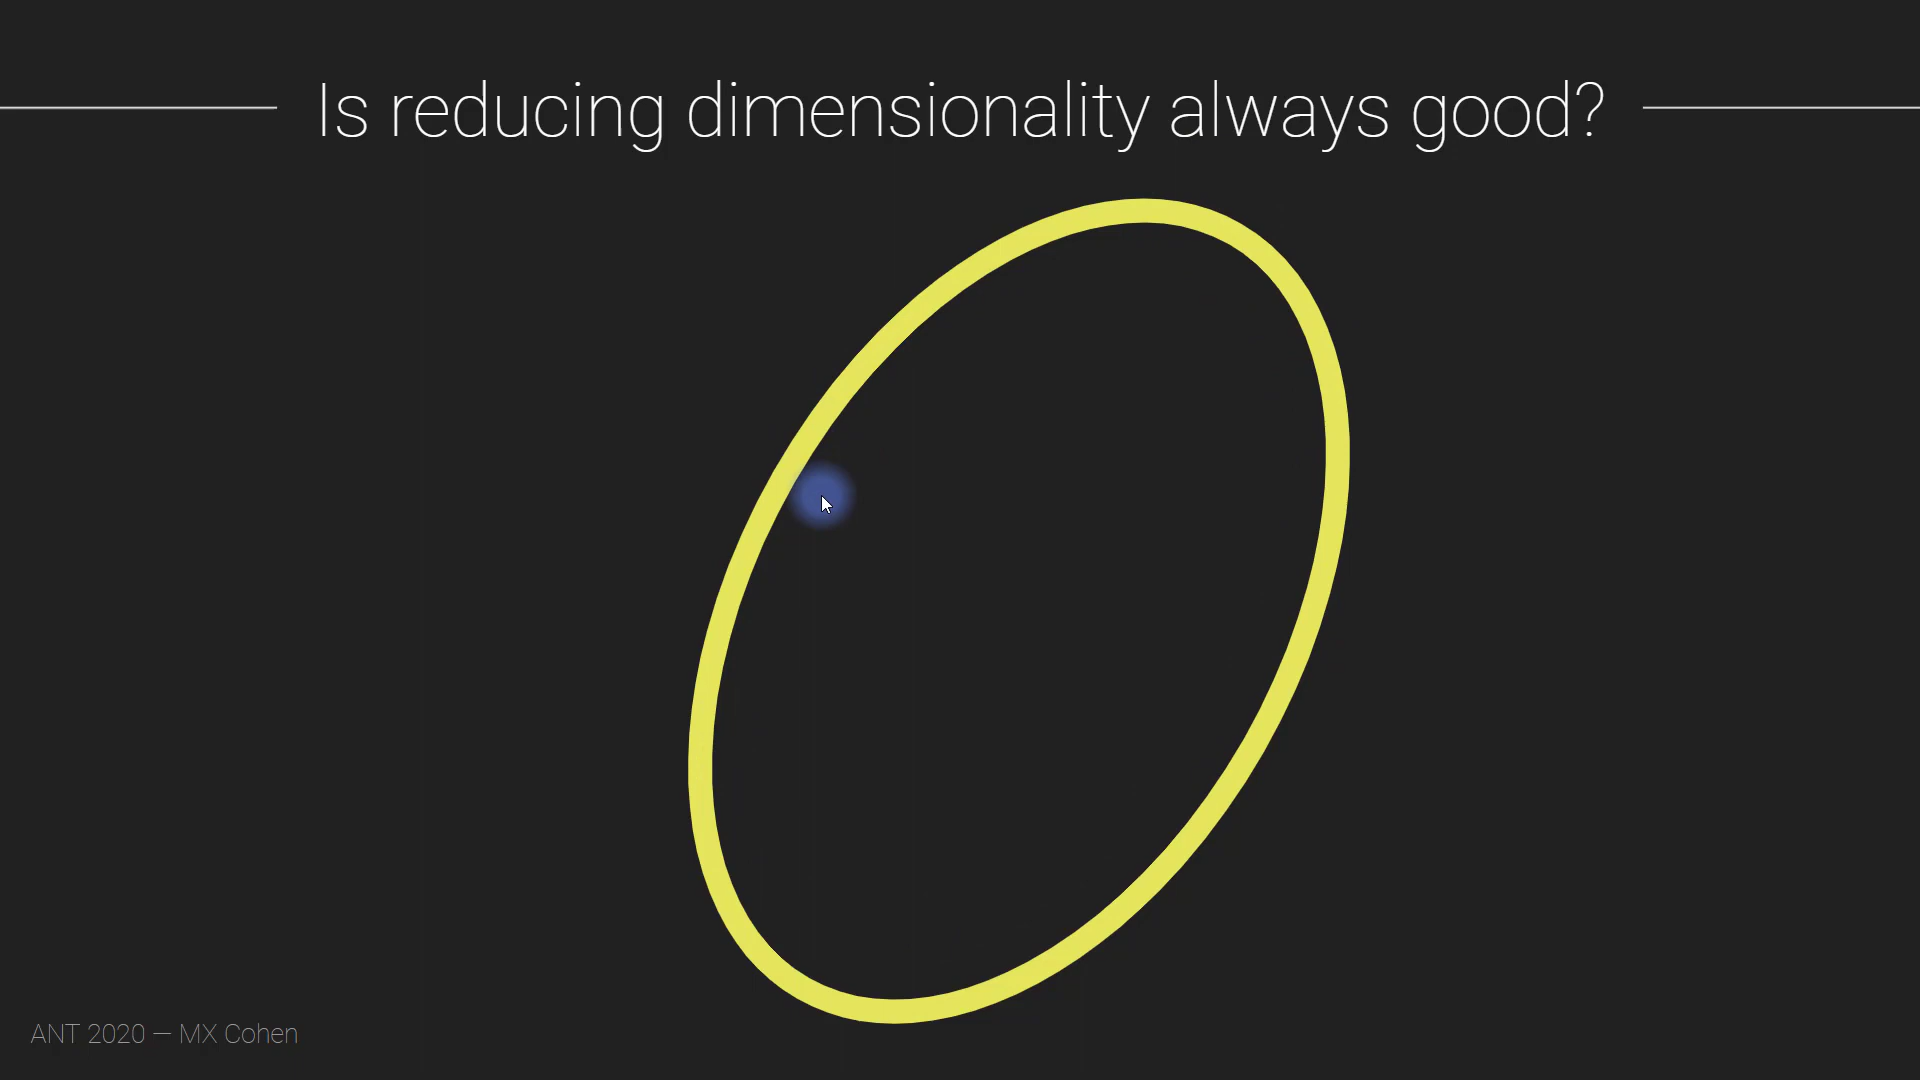 Is reducing dimensionality always good?
ANT 2020 — MX Cohen